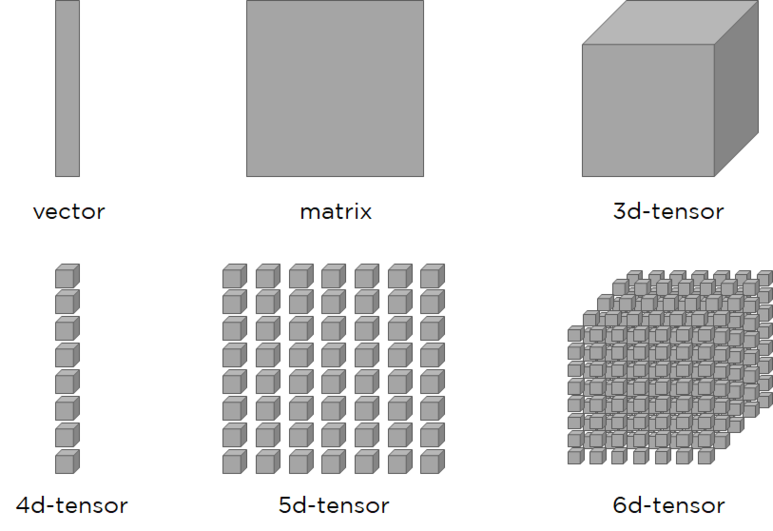 vector
matrix
3d-tensor
4d-tensor
5d-tensor
6d-tensor